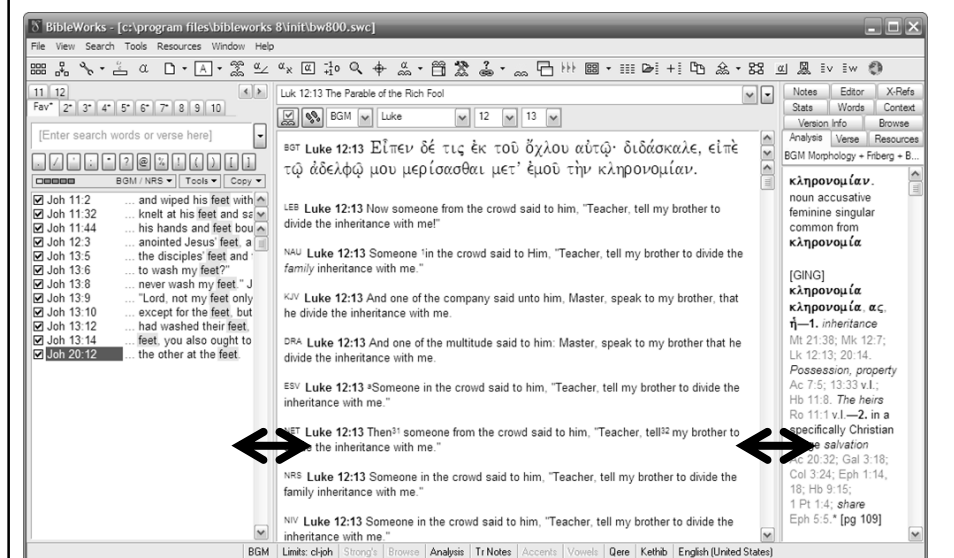 BibleWorks - [c:\program files\bibleworks 8\init\bw800.swc]
File View Search Tools Resources Window Help
11 12
Fav* 2* 3* 4* 5* 6* 7* 8 9 10
[Enter search words or verse here]
. / ' ; * ? @ % ! ( ) [ ]
BGM / NRS Tools Copy
Joh 11:2 ... and wiped his feet with
Joh 11:32 ... knelt at his feet and sa
Joh 11:44 ... his hands and feet bou
Joh 12:3 ... anointed Jesus' feet, a
Joh 13:5 ... the disciples' feet and
Joh 13:6 ... to wash my feet?"
Joh 13:8 ... never wash my feet." J
Joh 13:9 ... "Lord, not my feet only
Joh 13:10 ... except for the feet, but
Joh 13:12 ... had washed their feet,
Joh 13:14 ... feet, you also ought to
Joh 20:12 ... the other at the feet.
Luk 12:13 The Parable of the Rich Fool
BGM Luke 12 13
BGT Luke 12:13 Εἶπεν δέ τις ἐκ τοῦ ὄχλου αὐτῷ· διδάσκαλε, εἰπὲ
τῷ ἀδελφῷ μου μερίσασθαι μετ' ἐμοῦ τὴν κληρονομίαν.
LEB Luke 12:13 Now someone from the crowd said to him, "Teacher, tell my brother to
divide the inheritance with me!"
NAU Luke 12:13 Someone ¹in the crowd said to Him, "Teacher, tell my brother to divide the
family inheritance with me."
KJV Luke 12:13 And one of the company said unto him, Master, speak to my brother, that
he divide the inheritance with me.
DRA Luke 12:13 And one of the multitude said to him: Master, speak to my brother that he
divide the inheritance with me.
ESV Luke 12:13 ᵃSomeone in the crowd said to him, "Teacher, tell my brother to divide the
inheritance with me."
NET Luke 12:13 Then³¹ someone from the crowd said to him, "Teacher, tell³² my brother to
the inheritance with me."
NRS Luke 12:13 Someone in the crowd said to him, "Teacher, tell my brother to divide the
family inheritance with me."
NIV Luke 12:13 Someone in the crowd said to him, "Teacher, tell my brother to divide the
inheritance with me."
Notes Editor X-Refs
Stats Words Context
Version Info Browse
Analysis Verse Resources
BGM Morphology + Friberg + B...
κληρονομίαν.
noun accusative
feminine singular
common from
κληρονομία
[GING]
κληρονομία
κληρονομία, ας,
ἡ—1. inheritance
Mt 21:38; Mk 12:7;
Lk 12:13; 20:14.
Possession, property
Ac 7:5; 13:33 v.l.;
Hb 11:8. The heirs
Ro 11:1 v.l.—2. in a
specifically Christian
salvation
Ac 20:32; Gal 3:18;
Col 3:24; Eph 1:14,
18; Hb 9:15;
1 Pt 1:4; share
Eph 5:5.* [pg 109]
BGM Limits: cl-joh Strong's Browse Analysis Tr Notes Accents Vowels Qere Kethib English (United States)